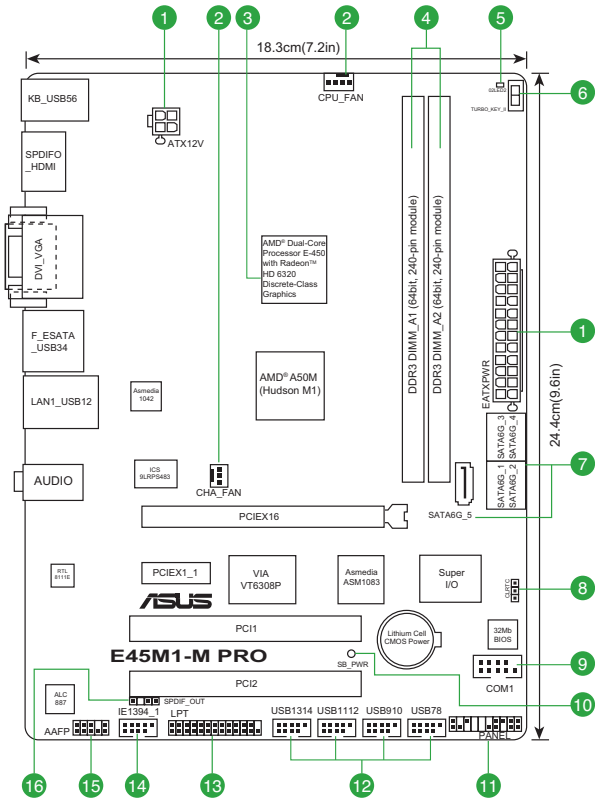 1
2
3
2
4
5
6
18.3cm(7.2in)
KB_USB56
CPU_FAN
O2LED2
TURBO_KEY_II
ATX12V
SPDIFO
_HDMI
DVI_VGA
AMD® Dual-Core
Processor E-450
with Radeon™
HD 6320
Discrete-Class
Graphics
DDR3 DIMM_A1 (64bit, 240-pin module)
DDR3 DIMM_A2 (64bit, 240-pin module)
EATXPWR
1
24.4cm(9.6in)
F_ESATA
_USB34
LAN1_USB12
Asmedia
1042
AMD® A50M
(Hudson M1)
SATA6G_3
SATA6G_4
SATA6G_1
SATA6G_2
7
AUDIO
ICS
9LRPS483
CHA_FAN
SATA6G_5
PCIEX16
RTL
8111E
PCIEX1_1
VIA
VT6308P
Asmedia
ASM1083
Super
I/O
CLRTC
8
ASUS
PCI1
Lithium Cell
CMOS Power
32Mb
BIOS
E45M1-M PRO
SB_PWR
COM1
9
PCI2
10
ALC
887
SPDIF_OUT
AAFP
IE1394_1
LPT
USB1314
USB1112
USB910
USB78
PANEL
16
15
14
13
12
11